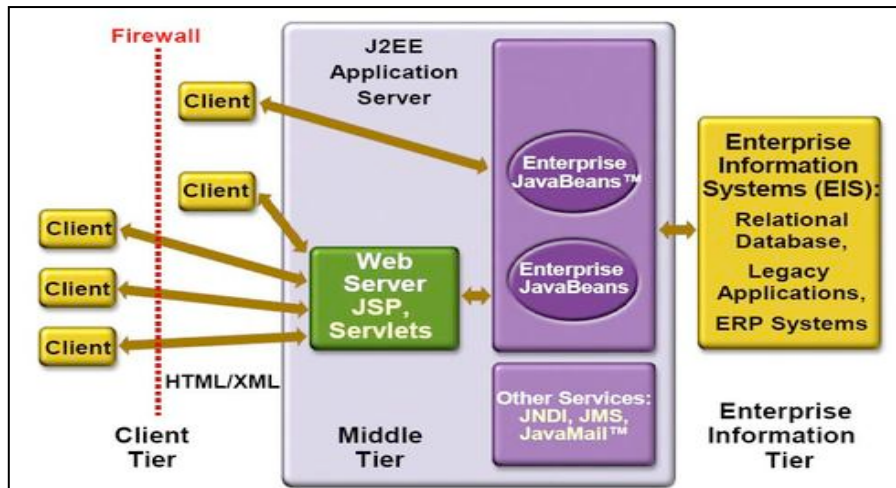 Firewall
Client
Client
Client
Client
Client
HTML/XML
Client
Tier
J2EE
Application
Server
Web
Server
JSP,
Servlets
Middle
Tier
Enterprise
JavaBeans™
Enterprise
JavaBeans
Other Services:
JNDI, JMS,
JavaMail™
Enterprise
Information
Systems (EIS):
Relational
Database,
Legacy
Applications,
ERP Systems
Enterprise
Information
Tier